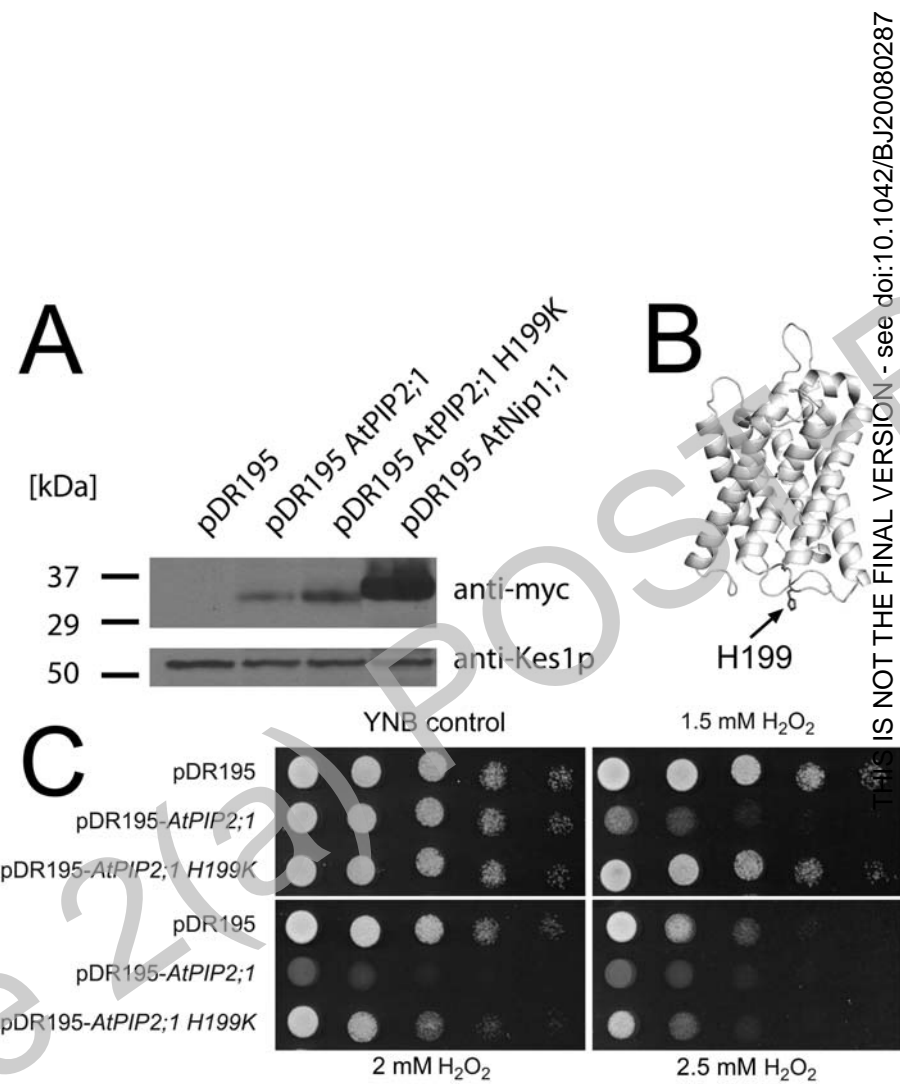 THIS IS NOT THE FINAL VERSION - see doi:10.1042/BJ20080287
A
B
[kDa]
pDR195
pDR195 AtPIP2;1
pDR195 AtPIP2;1 H199K
pDR195 AtNip1;1
37
29
anti-myc
50
anti-Kes1p
H199
C
YNB control
1.5 mM H₂O₂
pDR195
pDR195-AtPIP2;1
pDR195-AtPIP2;1 H199K
pDR195
pDR195-AtPIP2;1
pDR195-AtPIP2;1 H199K
2 mM H₂O₂
2.5 mM H₂O₂
e 2(a) POST